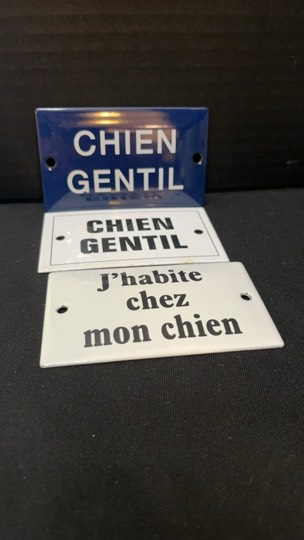 CHIEN
GENTIL
CHIEN
GENTIL
J'habite
chez
mon chien